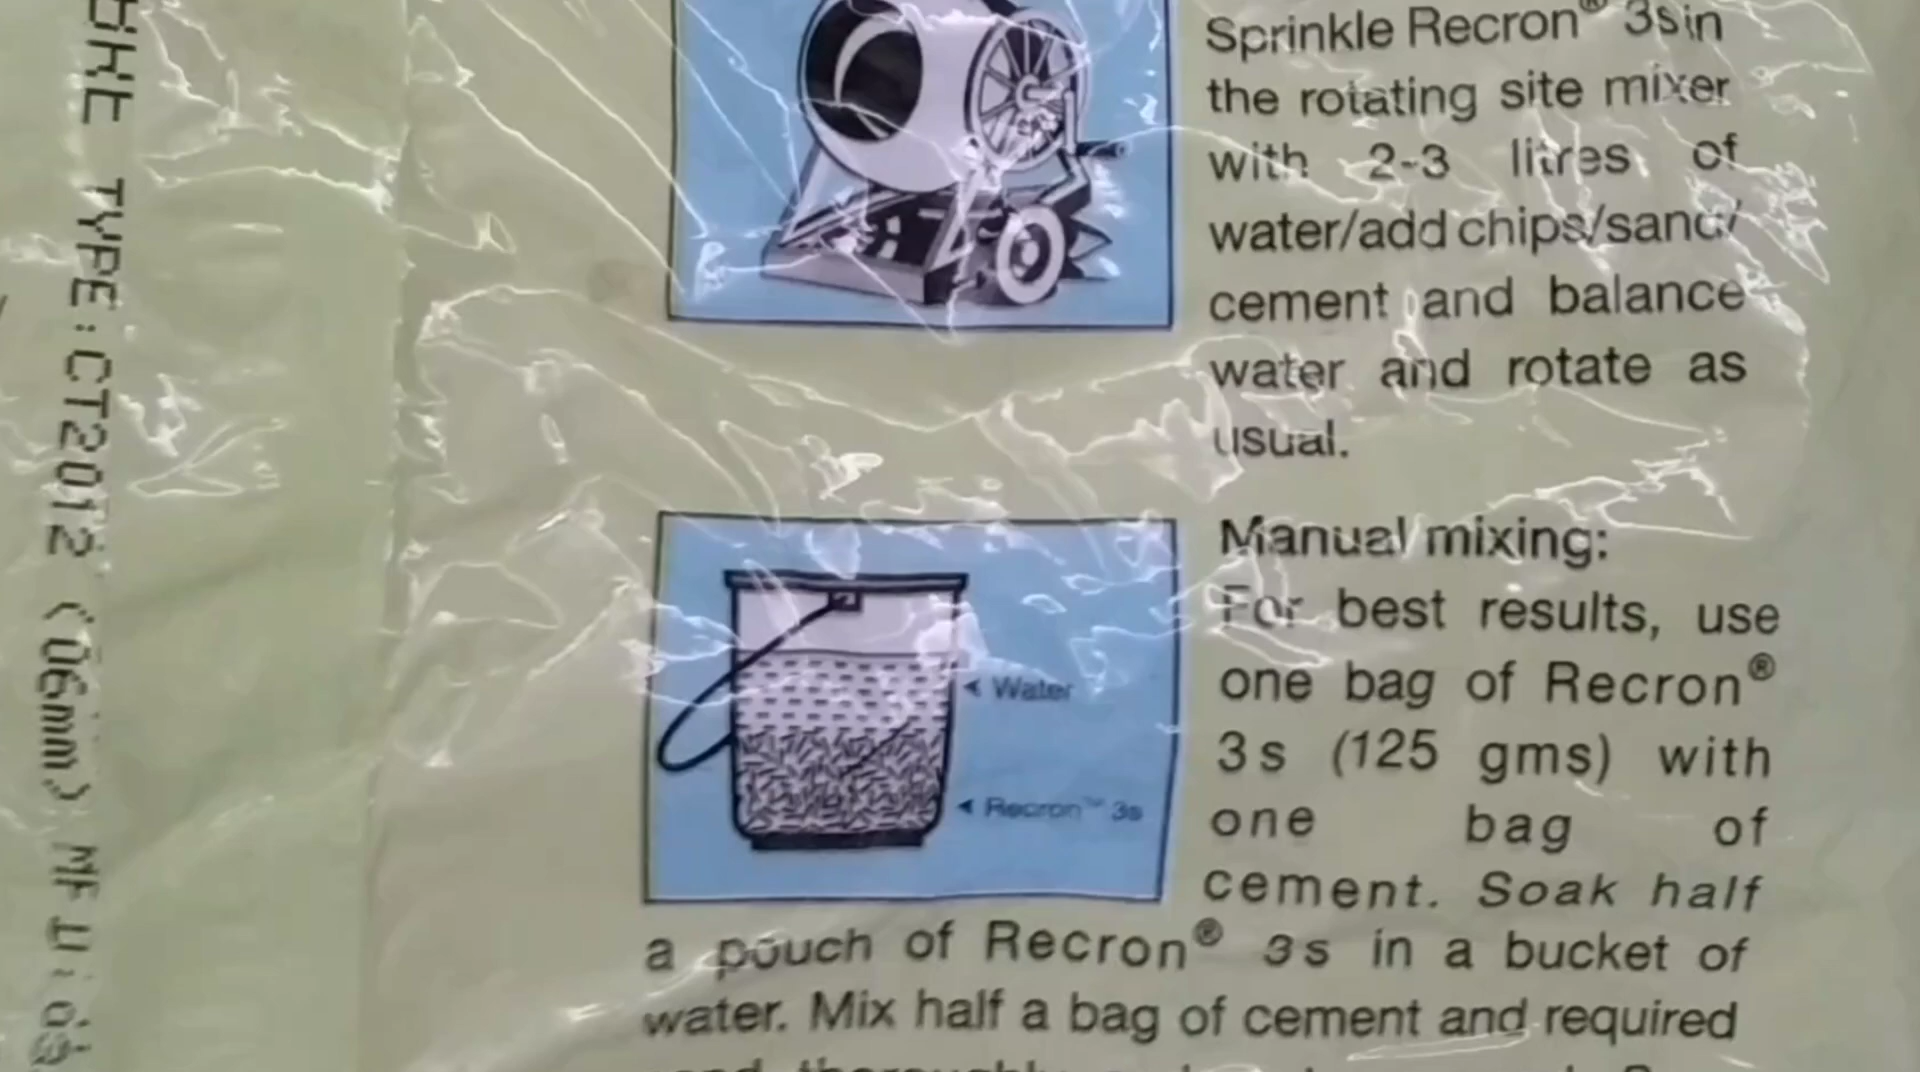 Sprinkle Recron® 3s in
the rotating site mixer
with 2-3 litres of
water/add chips/sand/
cement and balance
water and rotate as
usual.
Manual mixing:
For best results, use
one bag of Recron®
3s (125 gms) with
one bag of
cement. Soak half
a pouch of Recron® 3s in a bucket of
water. Mix half a bag of cement and required
Water
Recron™ 3s
TYPE:CT2012 (06mm)